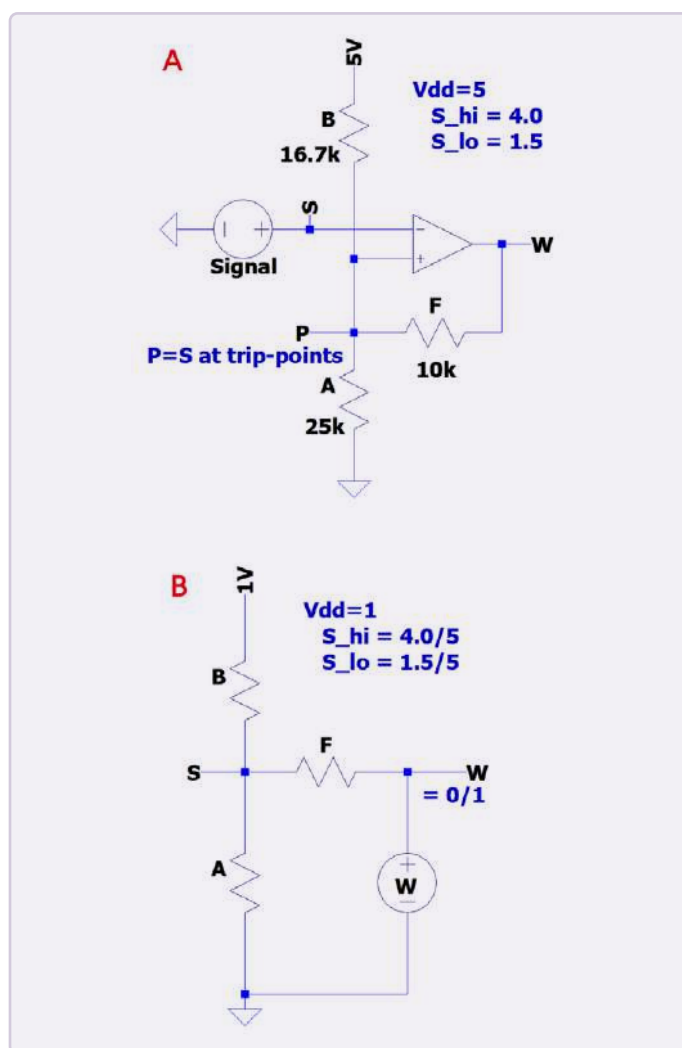 A
5V
Vdd=5
S_hi = 4.0
S_lo = 1.5
B
16.7k
S
- +
- +
Signal
W
F
P
P=S at trip-points
10k
A
25k
B
1V
Vdd=1
S_hi = 4.0/5
S_lo = 1.5/5
B
F
S
W
= 0/1
A
+
W
-